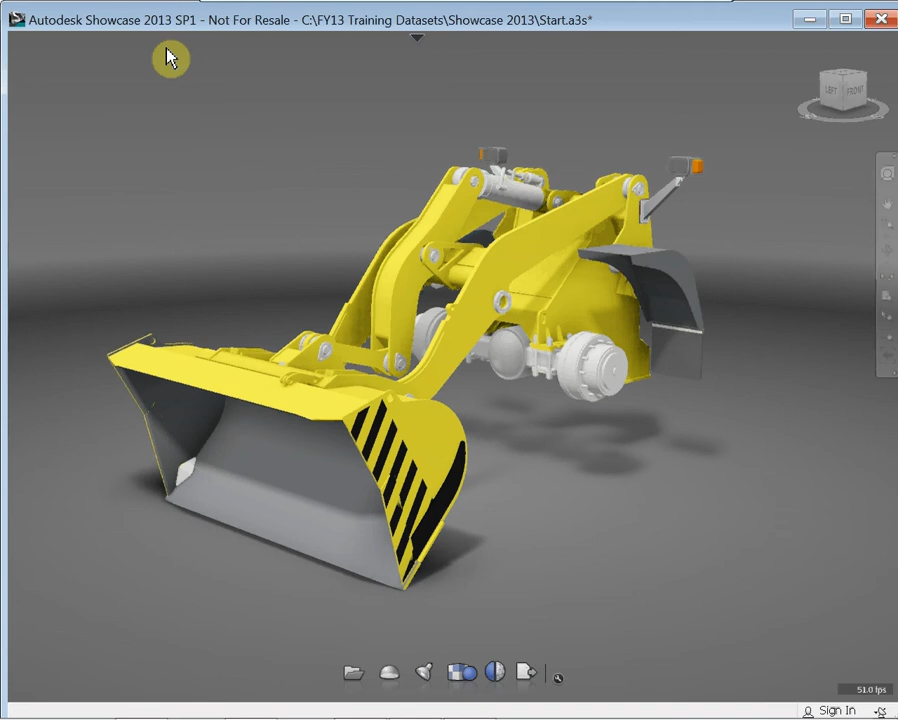 Autodesk Showcase 2013 SP1 - Not For Resale - C:\FY13 Training Datasets\Showcase 2013\Start.a3s*
LEFT
FRONT
51.0 fps
Sign In